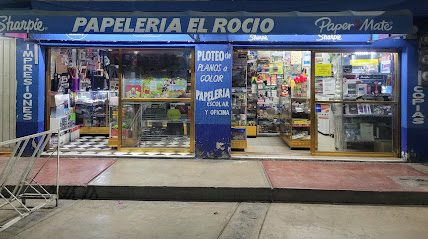 Sharpie
PAPELERIA EL ROCIO
Paper Mate
Sharpie
Sharpie
IMPRESIONES
PLOTEO de
PLANOS a
COLOR
PAPELERIA
ESCOLAR
Y OFICINA
COPIAS